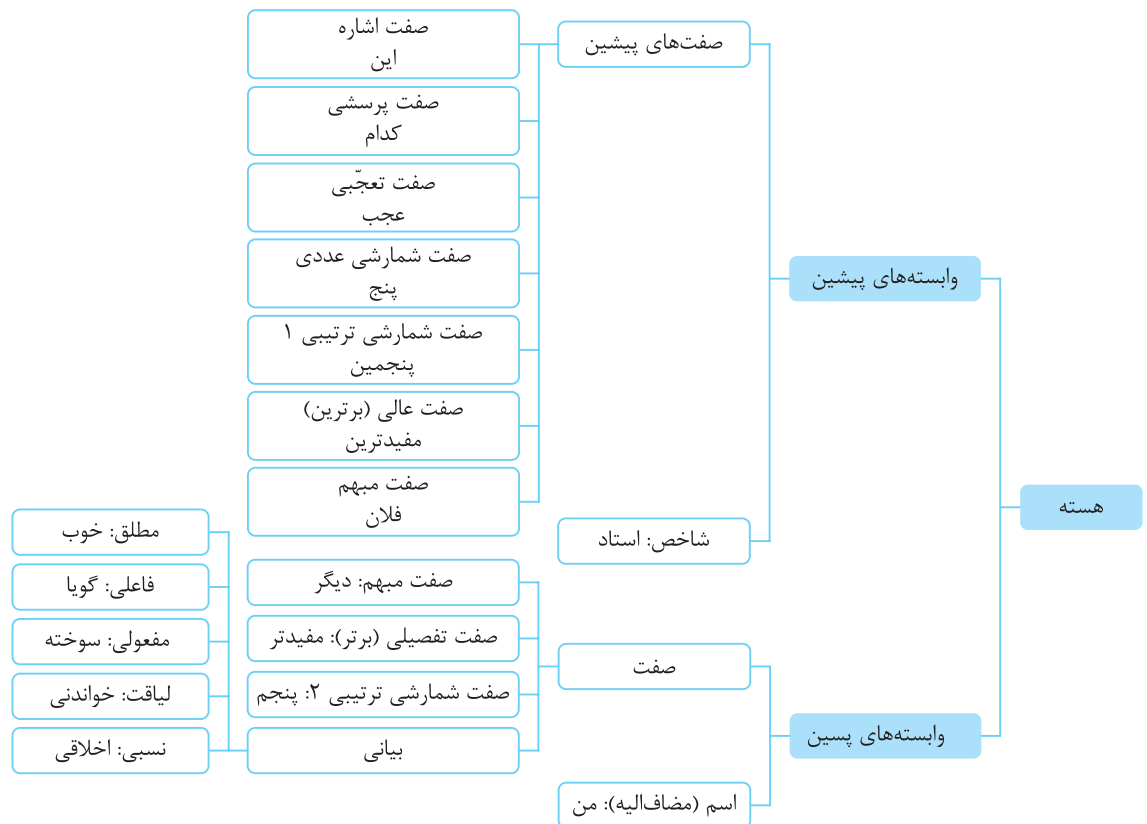 هسته
وابسته‌های پیشین
صفت‌های پیشین
صفت اشاره
این
صفت پرسشی
کدام
صفت تعجّبی
عجب
صفت شمارشی عددی
پنج
صفت شمارشی ترتیبی ۱
پنجمین
صفت عالی (برترین)
مفیدترین
صفت مبهم
فلان
شاخص: استاد
وابسته‌های پسین
صفت
صفت مبهم: دیگر
صفت تفصیلی (برتر): مفیدتر
صفت شمارشی ترتیبی ۲: پنجم
بیانی
مطلق: خوب
فاعلی: گویا
مفعولی: سوخته
لیاقت: خواندنی
نسبی: اخلاقی
اسم (مضاف‌الیه): من